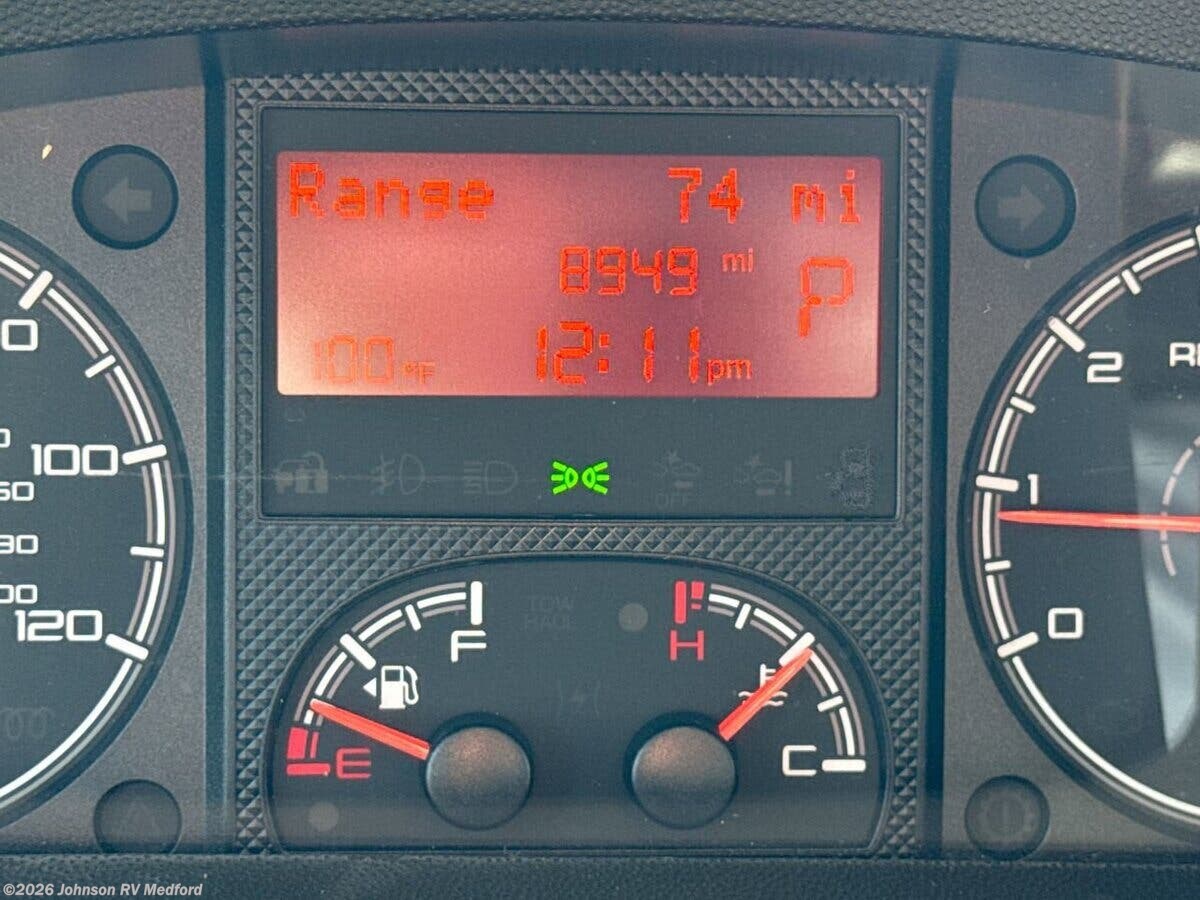 Range 74 mi
8949 mi
P
100°F 12:11 pm
100
120
2
1
0
TOW
HAUL
OFF
F
E
H
C
©2026 Johnson RV Medford